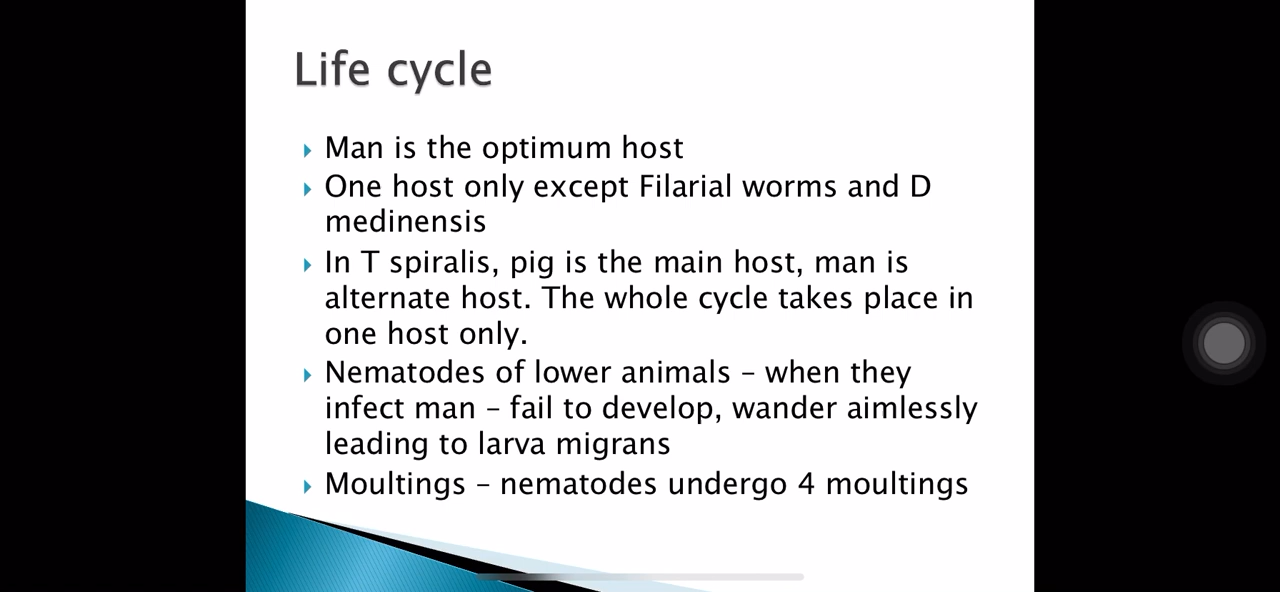 Life cycle
Man is the optimum host
One host only except Filarial worms and D
medinensis
In T spiralis, pig is the main host, man is
alternate host. The whole cycle takes place in
one host only.
Nematodes of lower animals – when they
infect man – fail to develop, wander aimlessly
leading to larva migrans
Moultings – nematodes undergo 4 moultings